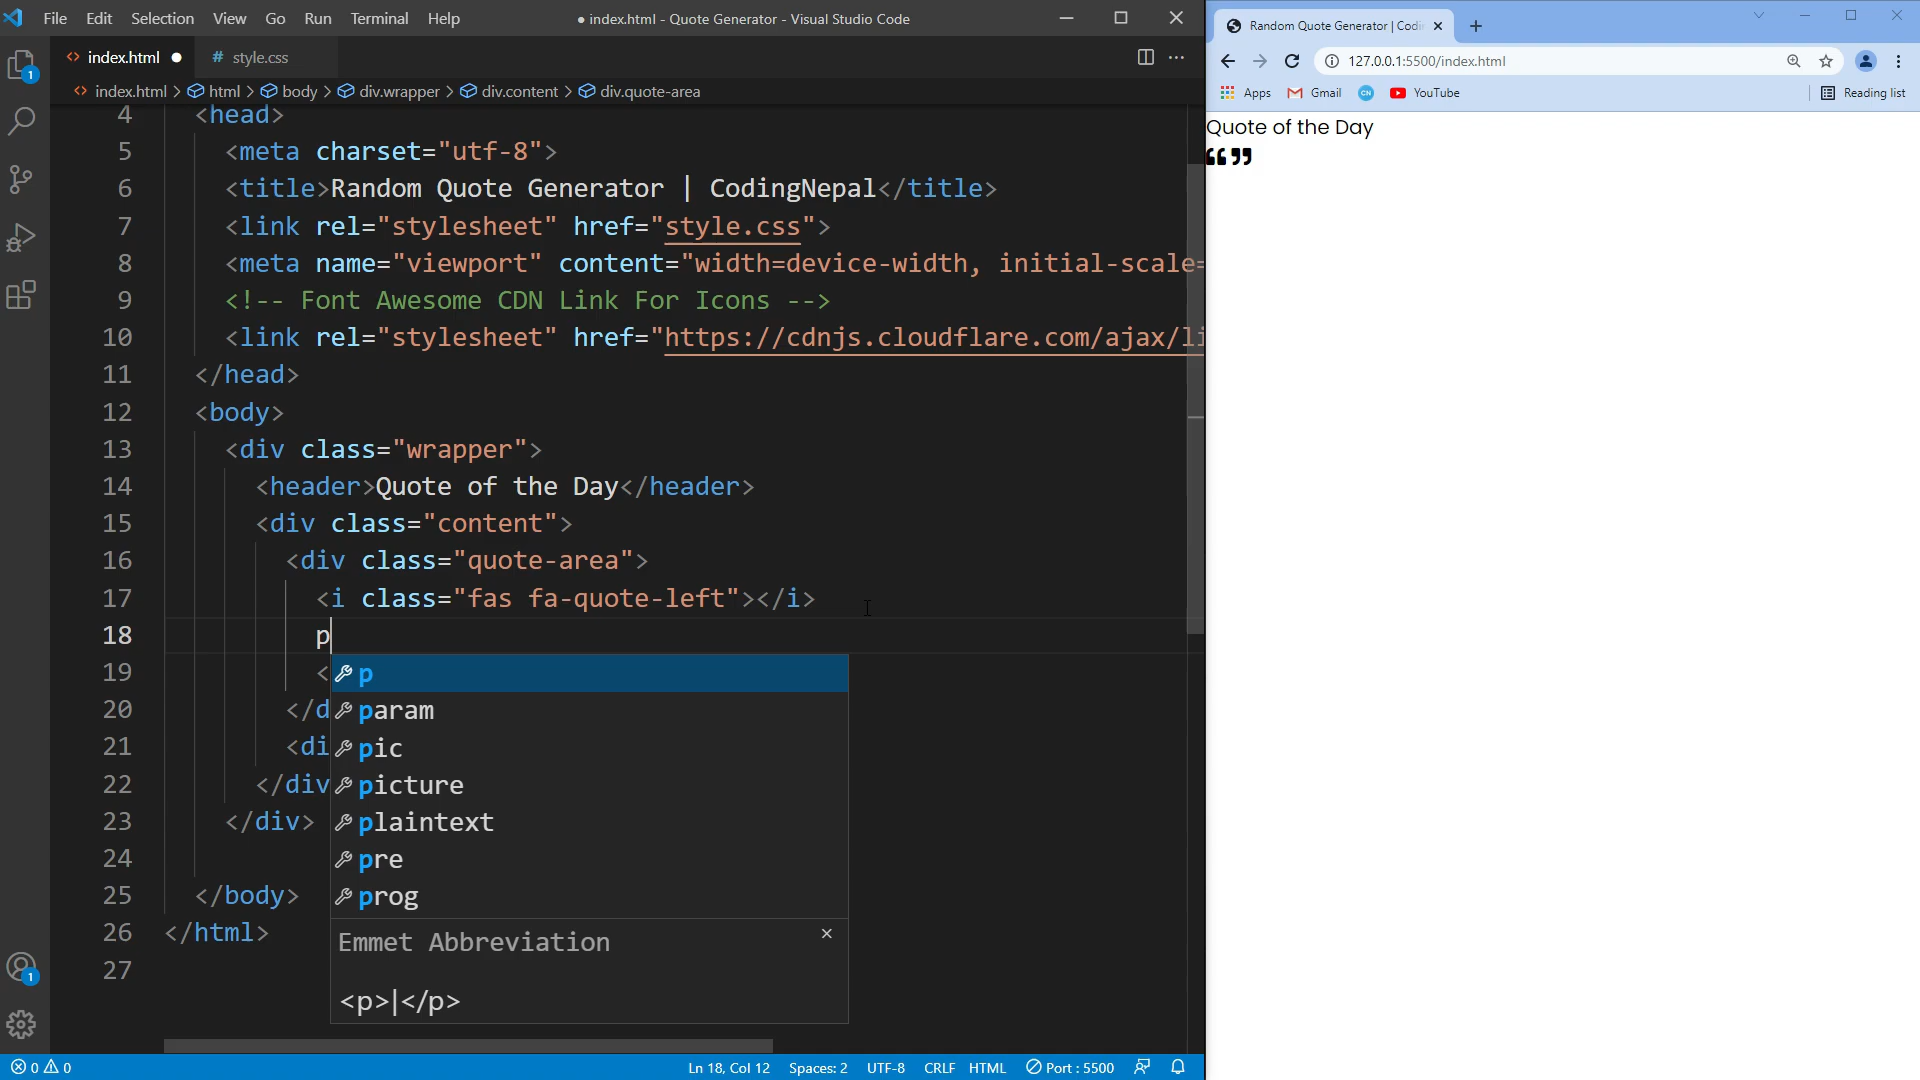 File Edit Selection View Go Run Terminal Help
● index.html - Quote Generator - Visual Studio Code
index.html ●
# style.css
<> index.html > html > body > div.wrapper > div.content > div.quote-area
4 <head>
5 <meta charset="utf-8">
6 <title>Random Quote Generator | CodingNepal</title>
7 <link rel="stylesheet" href="style.css">
8 <meta name="viewport" content="width=device-width, initial-scale=
9 <!-- Font Awesome CDN Link For Icons -->
10 <link rel="stylesheet" href="https://cdnjs.cloudflare.com/ajax/li
11 </head>
12 <body>
13 <div class="wrapper">
14 <header>Quote of the Day</header>
15 <div class="content">
16 <div class="quote-area">
17 <i class="fas fa-quote-left"></i>
18 p
19 <
20 </d
21 <di
22 </div
23 </div>
24
25 </body>
26 </html>
27
p
param
pic
picture
plaintext
pre
prog
Emmet Abbreviation
<p>|</p>
1
1
0 0
Ln 18, Col 12 Spaces: 2 UTF-8 CRLF HTML Port : 5500
Random Quote Generator | Codi
127.0.0.1:5500/index.html
Apps Gmail CN YouTube Reading list
Quote of the Day